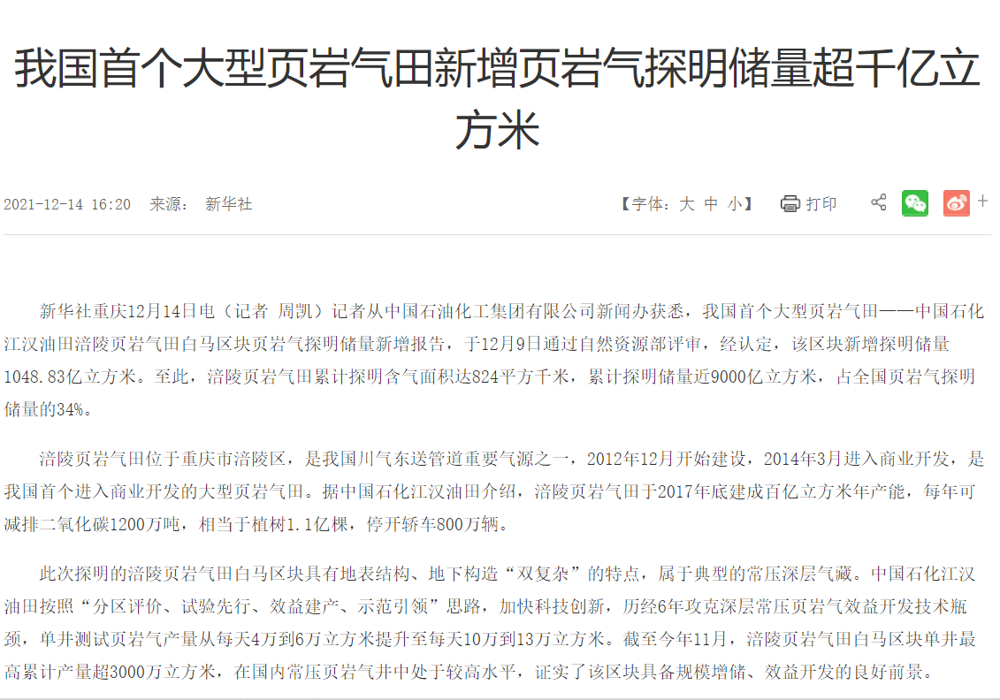 我国首个大型页岩气田新增页岩气探明储量超千亿立
方米
2021-12-14 16:20 来源： 新华社 【字体：大 中 小】 打印 +
新华社重庆12月14日电（记者 周凯）记者从中国石油化工集团有限公司新闻办获悉，我国首个大型页岩气田——中国石化
江汉油田涪陵页岩气田白马区块页岩气探明储量新增报告，于12月9日通过自然资源部评审，经认定，该区块新增探明储量
1048.83亿立方米。至此，涪陵页岩气田累计探明含气面积达824平方千米，累计探明储量近9000亿立方米，占全国页岩气探明
储量的34%。
涪陵页岩气田位于重庆市涪陵区，是我国川气东送管道重要气源之一，2012年12月开始建设，2014年3月进入商业开发，是
我国首个进入商业开发的大型页岩气田。据中国石化江汉油田介绍，涪陵页岩气田于2017年底建成百亿立方米年产能，每年可
减排二氧化碳1200万吨，相当于植树1.1亿棵，停开轿车800万辆。
此次探明的涪陵页岩气田白马区块具有地表结构、地下构造“双复杂”的特点，属于典型的常压深层气藏。中国石化江汉
油田按照“分区评价、试验先行、效益建产、示范引领”思路，加快科技创新，历经6年攻克深层常压页岩气效益开发技术瓶
颈，单井测试页岩气产量从每天4万到6万立方米提升至每天10万到13万立方米。截至今年11月，涪陵页岩气田白马区块单井最
高累计产量超3000万立方米，在国内常压页岩气井中处于较高水平，证实了该区块具备规模增储、效益开发的良好前景。